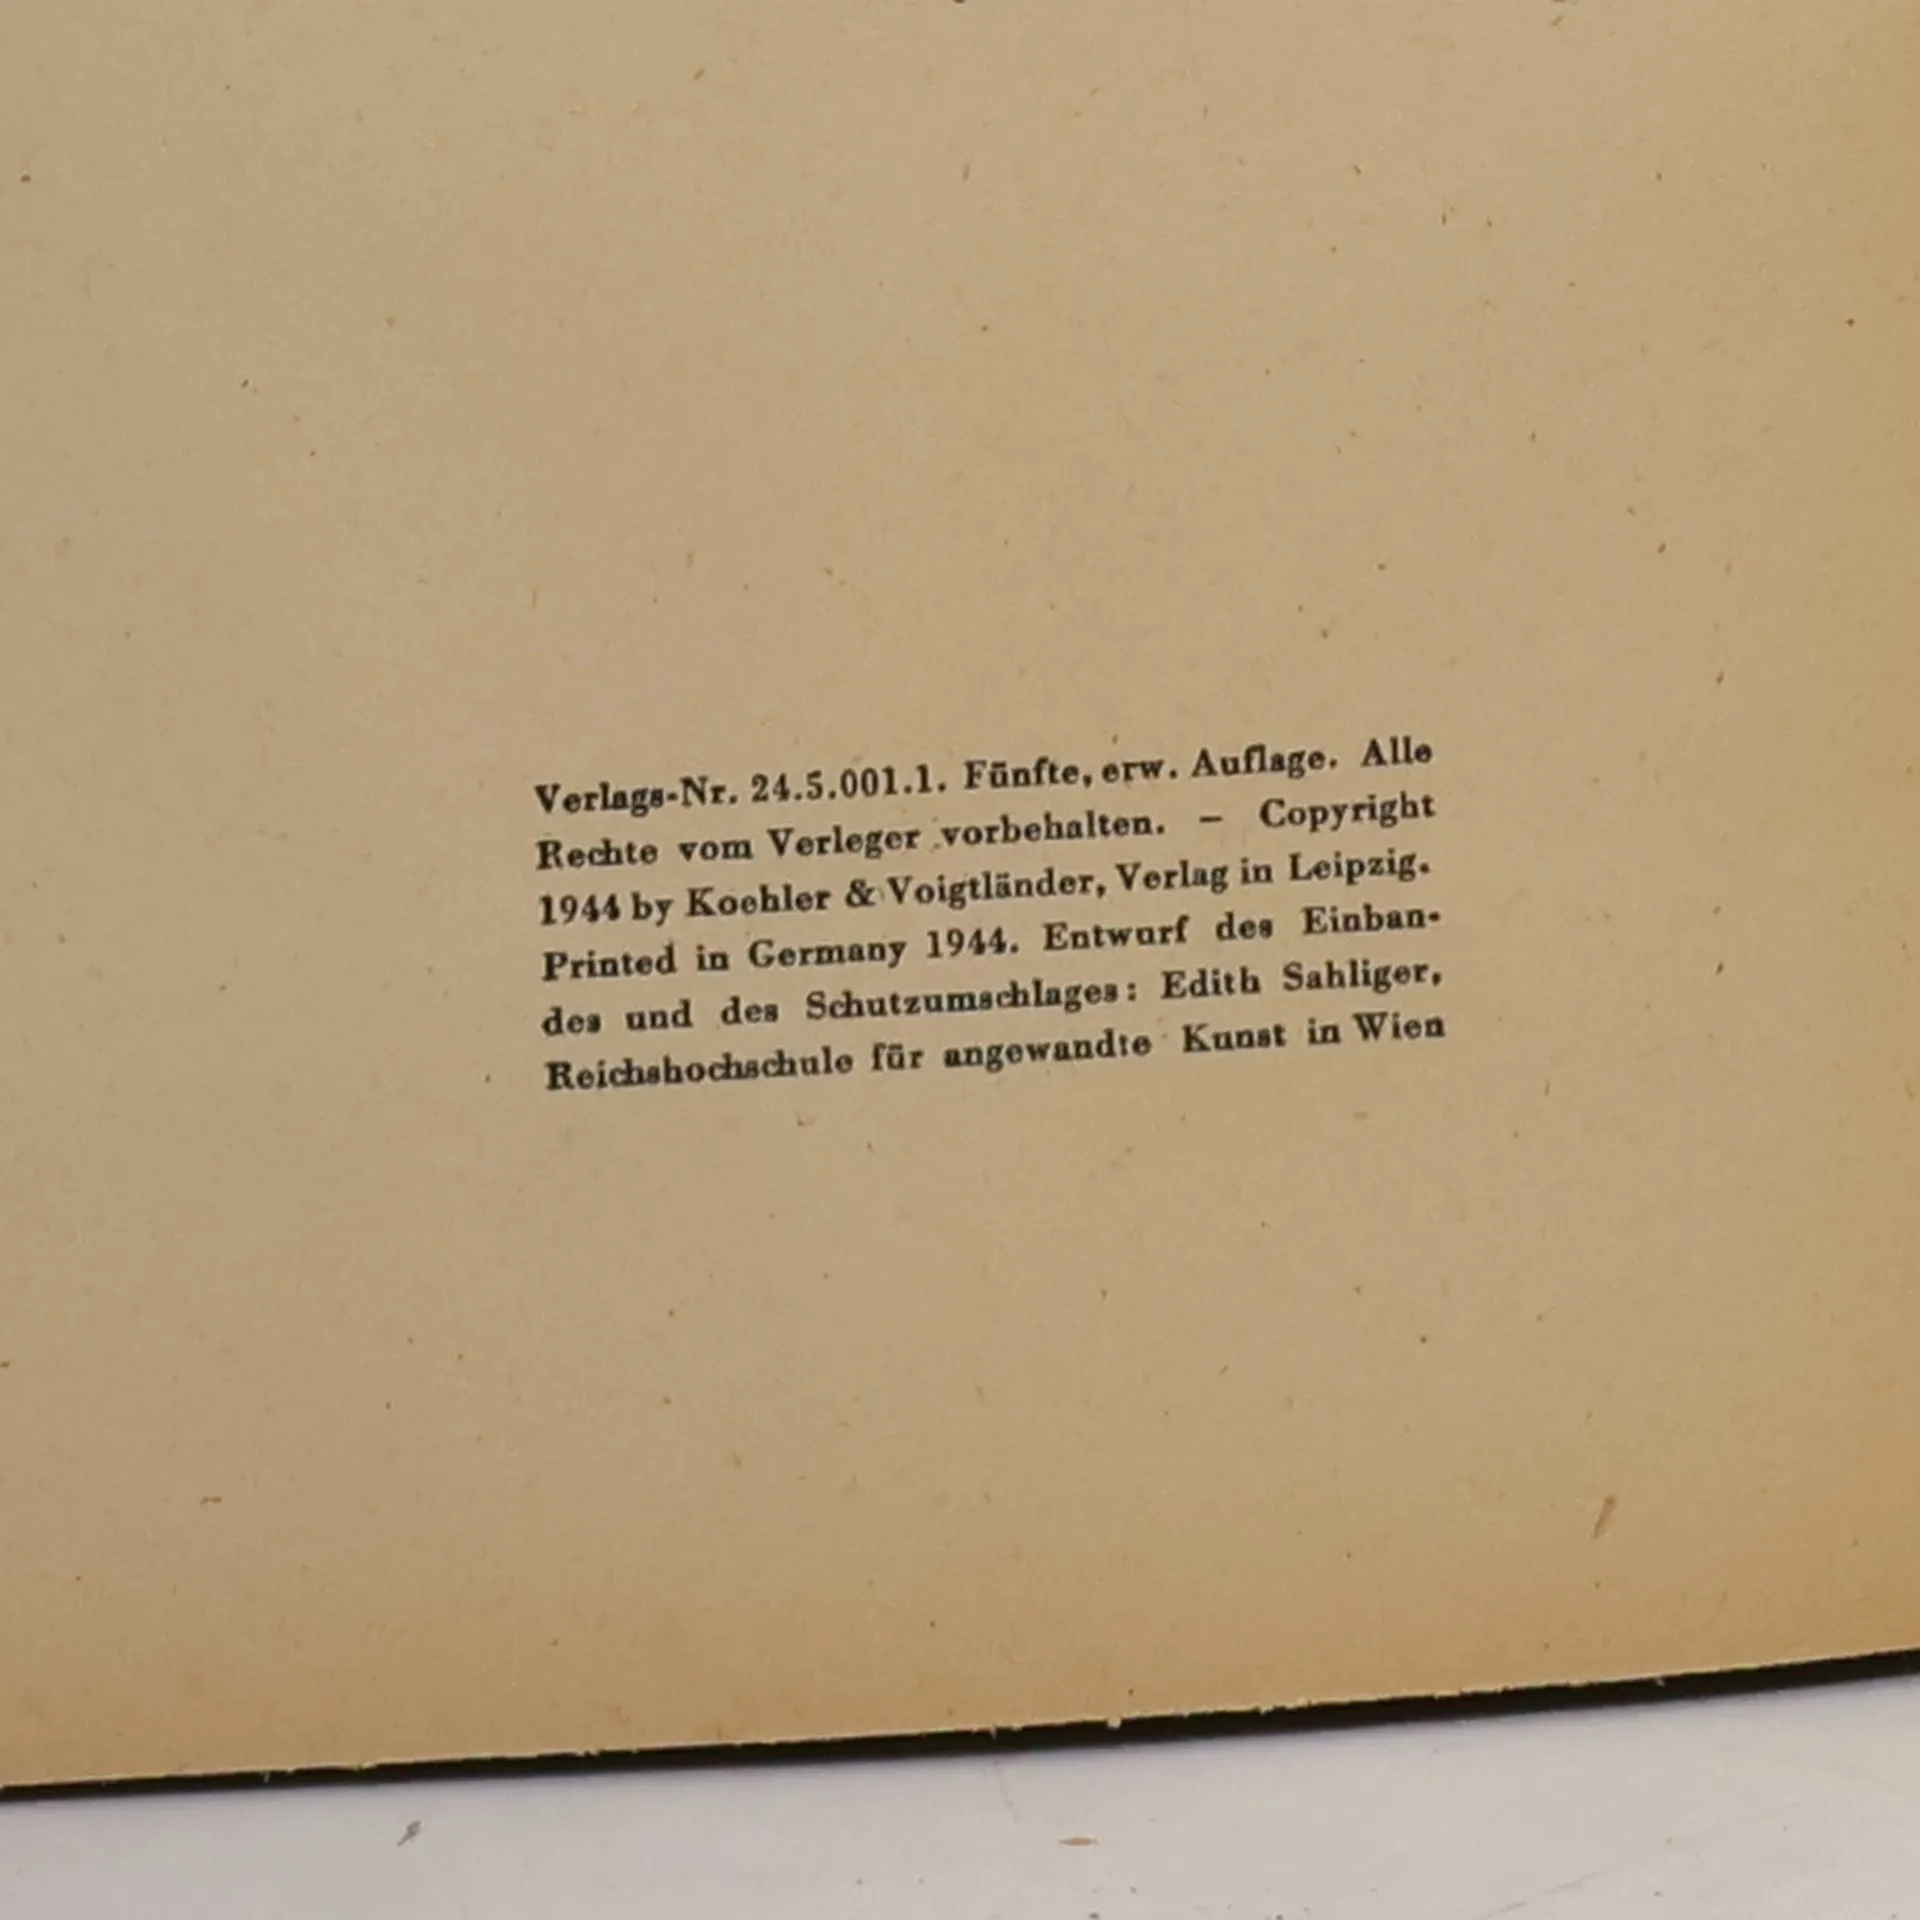 Verlags-Nr. 24.5.001.1. Fünfte, erw. Auflage. Alle
Rechte vom Verleger vorbehalten. — Copyright
1944 by Koehler & Voigtländer, Verlag in Leipzig.
Printed in Germany 1944. Entwurf des Einban-
des und des Schutzumschlages: Edith Sahliger,
Reichshochschule für angewandte Kunst in Wien